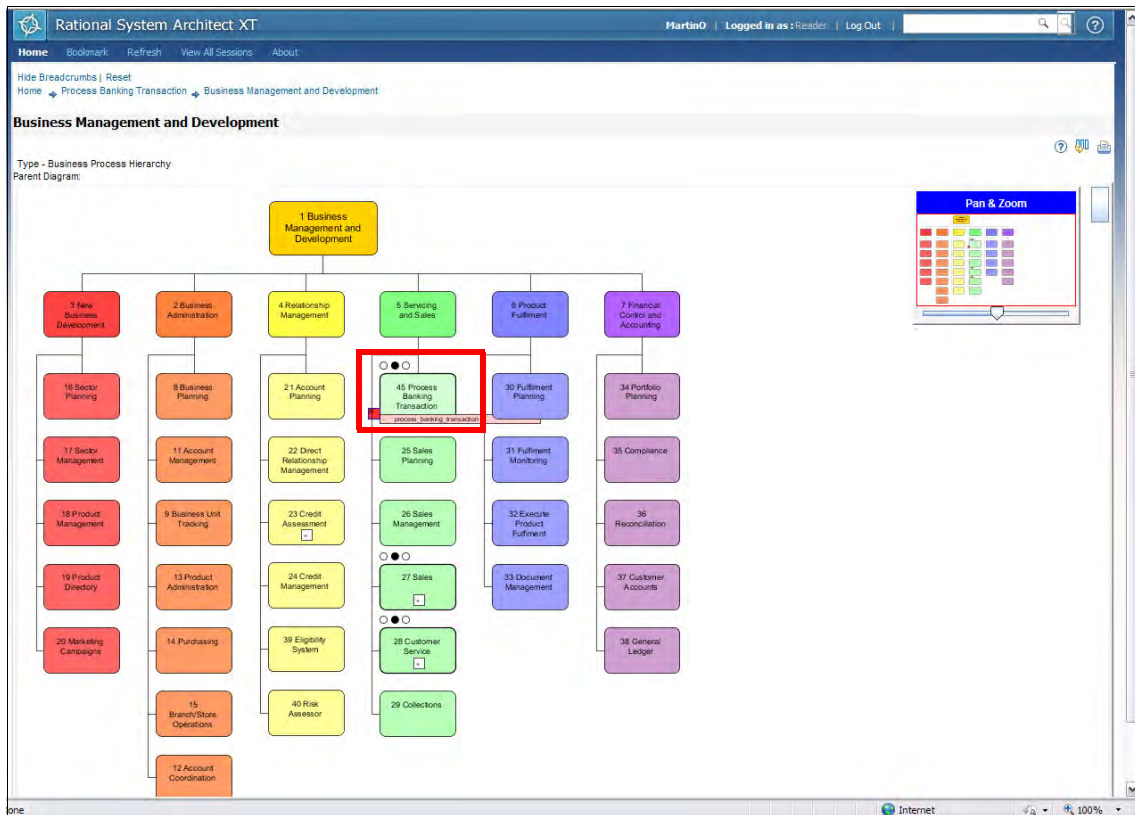 Rational System Architect XT
MartinO | Logged in as : Reader | Log Out |
Home Bookmark Refresh View All Sessions About
Hide Breadcrumbs | Reset
Home Process Banking Transaction Business Management and Development
Business Management and Development
Type - Business Process Hierarchy
Parent Diagram:
Pan & Zoom
1 Business
Management and
Development
3 New
Business
Development
2 Business
Administration
4 Relationship
Management
5 Servicing
and Sales
6 Product
Fulfilment
7 Financial
Control and
Accounting
16 Sector
Planning
8 Business
Planning
21 Account
Planning
45 Process
Banking
Transaction
process_banking_transaction
30 Fulfilment
Planning
34 Portfolio
Planning
17 Sector
Management
11 Account
Management
22 Direct
Relationship
Management
25 Sales
Planning
31 Fulfilment
Monitoring
35 Compliance
18 Product
Management
9 Business Unit
Tracking
23 Credit
Assessment
26 Sales
Management
32 Execute
Product
Fulfilment
36
Reconciliation
19 Product
Directory
13 Product
Administration
24 Credit
Management
27 Sales
33 Document
Management
37 Customer
Accounts
20 Marketing
Campaigns
14 Purchasing
39 Eligibility
System
28 Customer
Service
38 General
Ledger
15
Branch/Store
Operations
40 Risk
Assessor
29 Collections
12 Account
Coordination
one
Internet
100%